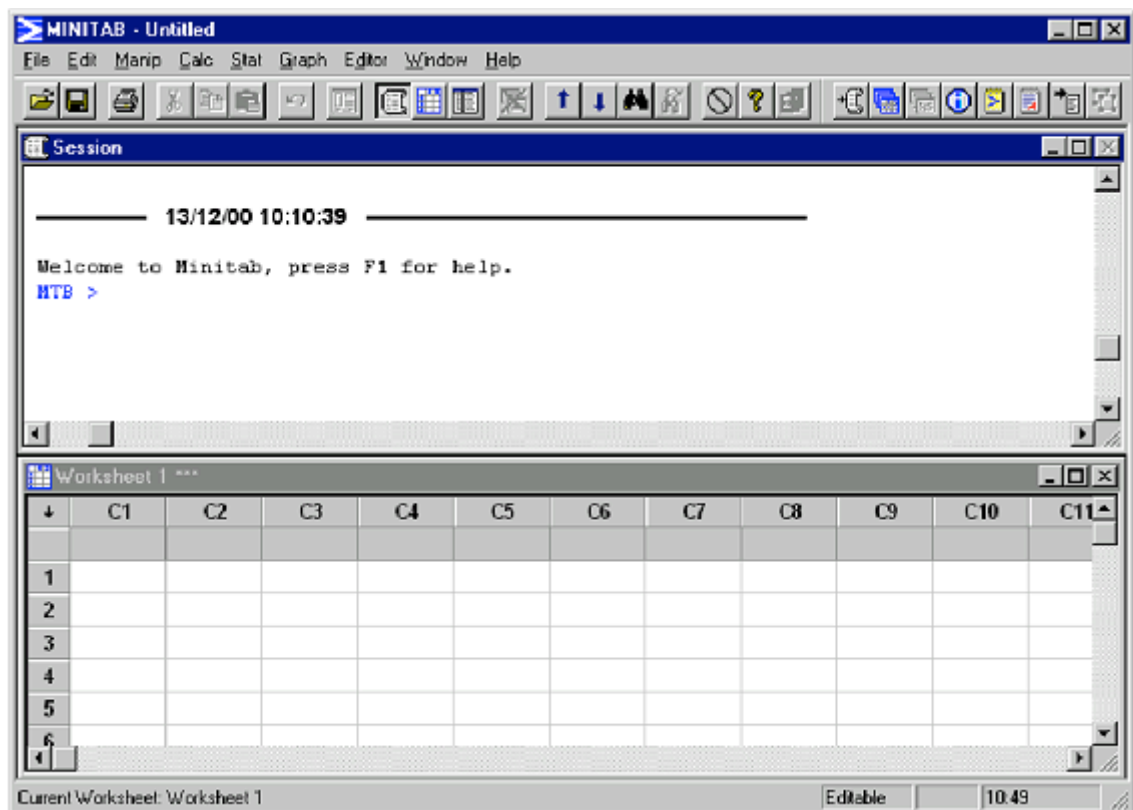 MINITAB - Untitled
File Edit Manip Calc Stat Graph Editor Window Help
Session
13/12/00 10:10:39
Welcome to Minitab, press F1 for help.
MTB >
Worksheet 1 ***
C1 C2 C3 C4 C5 C6 C7 C8 C9 C10 C11
1
2
3
4
5
6
Current Worksheet: Worksheet 1 Editable 10:49